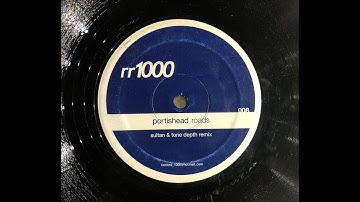 rr1000
008
portishead roads
sultan & tone depth remix